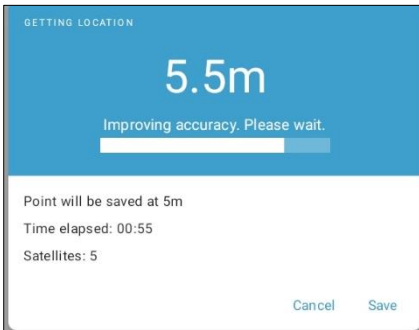 GETTING LOCATION
5.5m
Improving accuracy. Please wait.
Point will be saved at 5m
Time elapsed: 00:55
Satellites: 5
Cancel Save